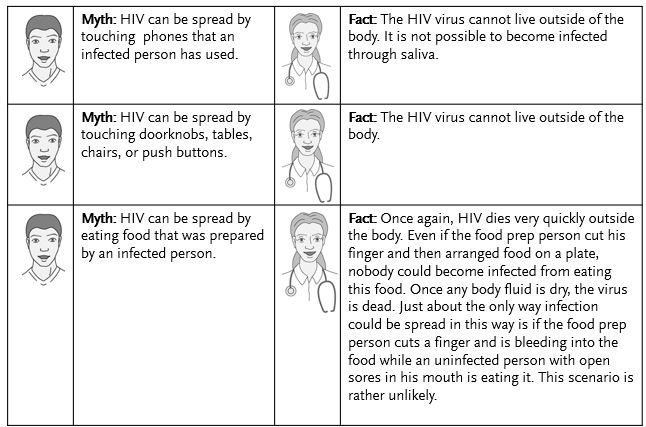 Myth: HIV can be spread by
touching phones that an
infected person has used.
Fact: The HIV virus cannot live outside of the
body. It is not possible to become infected
through saliva.
Myth: HIV can be spread by
touching doorknobs, tables,
chairs, or push buttons.
Fact: The HIV virus cannot live outside of the
body.
Myth: HIV can be spread by
eating food that was prepared
by an infected person.
Fact: Once again, HIV dies very quickly outside
the body. Even if the food prep person cut his
finger and then arranged food on a plate,
nobody could become infected from eating
this food. Once any body fluid is dry, the virus
is dead. Just about the only way infection
could be spread in this way is if the food prep
person cuts a finger and is bleeding into the
food while an uninfected person with open
sores in his mouth is eating it. This scenario is
rather unlikely.